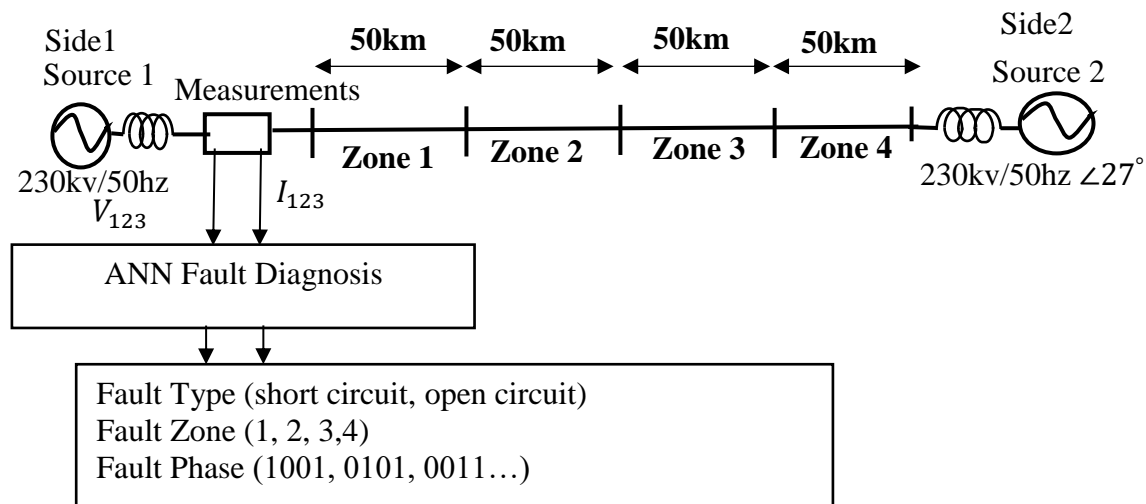 Side1
Source 1
Measurements
50km
50km
50km
50km
Side2
Source 2
Zone 1
Zone 2
Zone 3
Zone 4
230kv/50hz
230kv/50hz ∠27°
V₁₂₃
I₁₂₃
ANN Fault Diagnosis
Fault Type (short circuit, open circuit)
Fault Zone (1, 2, 3,4)
Fault Phase (1001, 0101, 0011…)